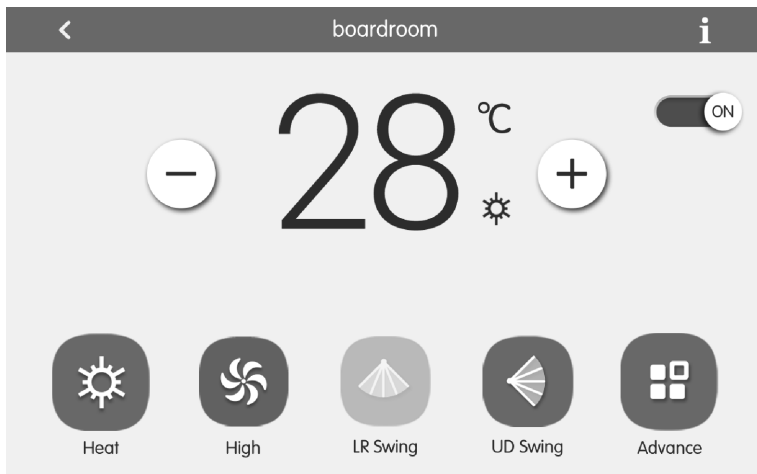 boardroom
i
28 °C
ON
Heat
High
LR Swing
UD Swing
Advance